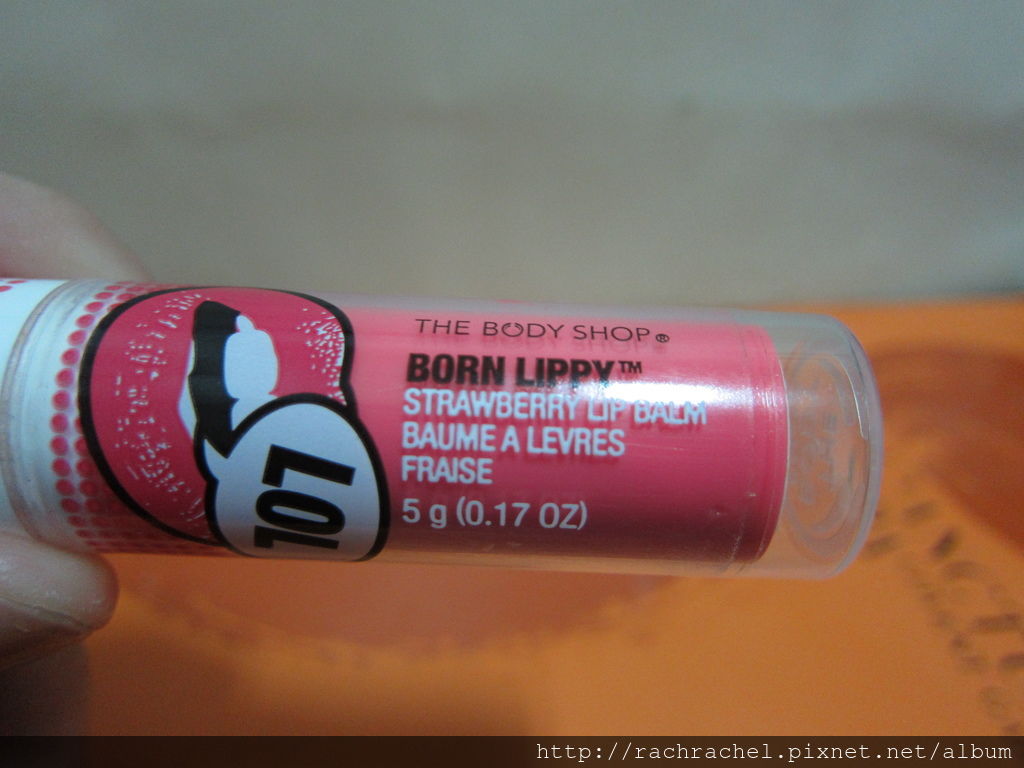 THE BODY SHOP®
BORN LIPPY™
STRAWBERRY LIP BALM
BAUME A LEVRES
FRAISE
5 g (0.17 OZ)
101
http://rachrachel.pixnet.net/album